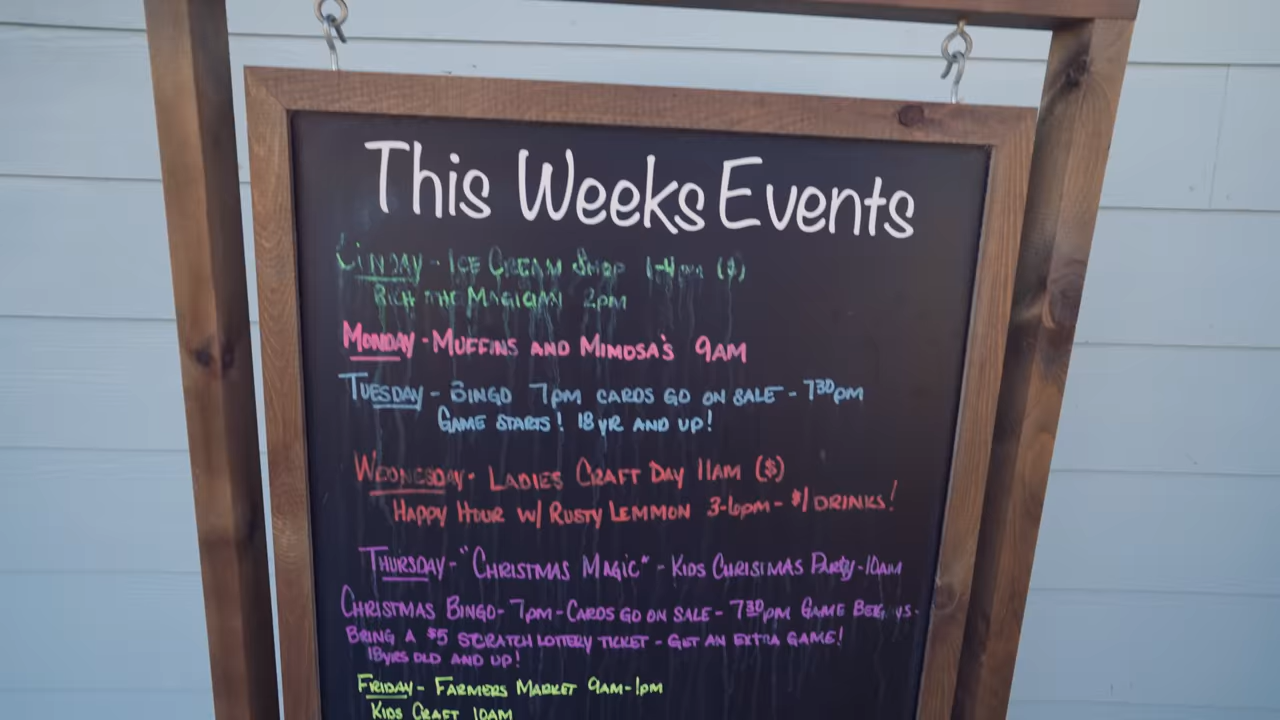 This Weeks Events
Sunday - Ice Cream Shop 1-4pm ($)
Rich the Magician 2pm
Monday - Muffins and Mimosa's 9am
Tuesday - Bingo 7pm cards go on sale - 730pm
Game starts! 18 yr and up!
Wednesday - Ladies Craft Day 11am ($)
Happy Hour w/ Rusty Lemmon 3-6pm - $1 drinks!
Thursday - "Christmas Magic" - Kids Christmas Party - 10am
Christmas Bingo - 7pm - Cards go on sale - 730pm Game Begins -
Bring a $5 scratch lottery ticket - Get an extra game!
18yrs old and up!
Friday - Farmers Market 9am-1pm
Kids Craft 10am